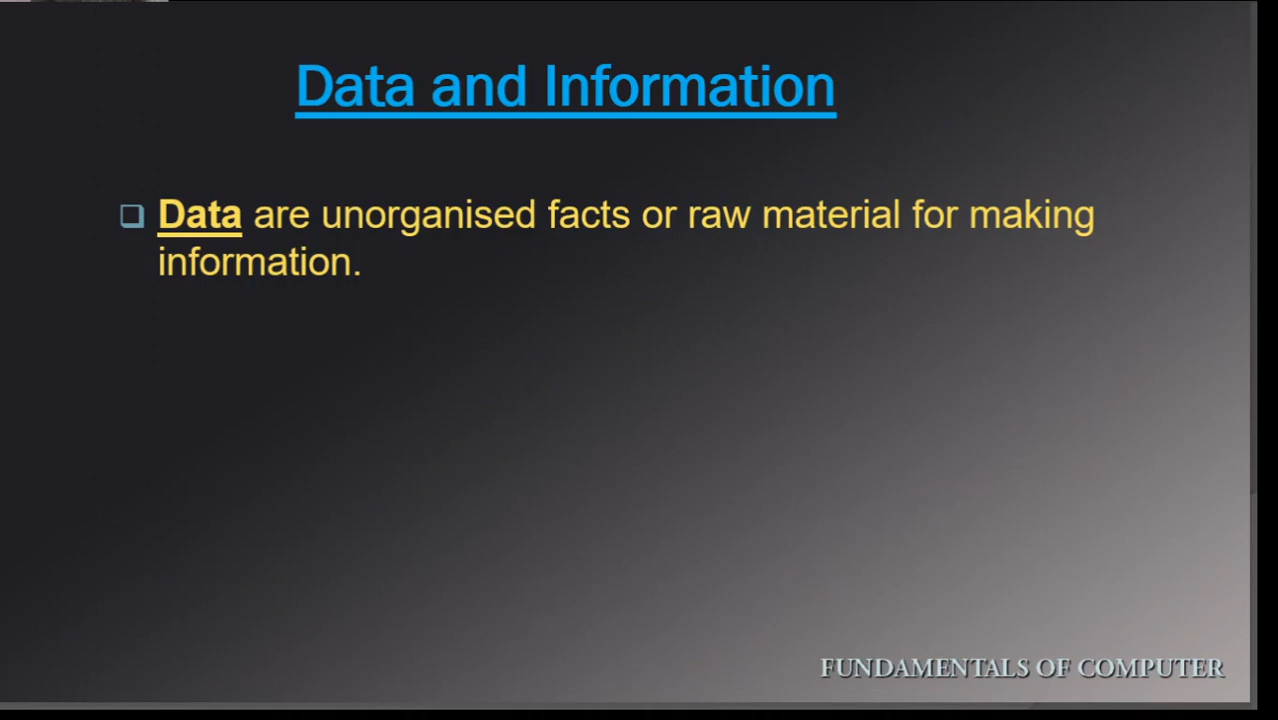 Data and Information
❑ Data are unorganised facts or raw material for making
information.
FUNDAMENTALS OF COMPUTER